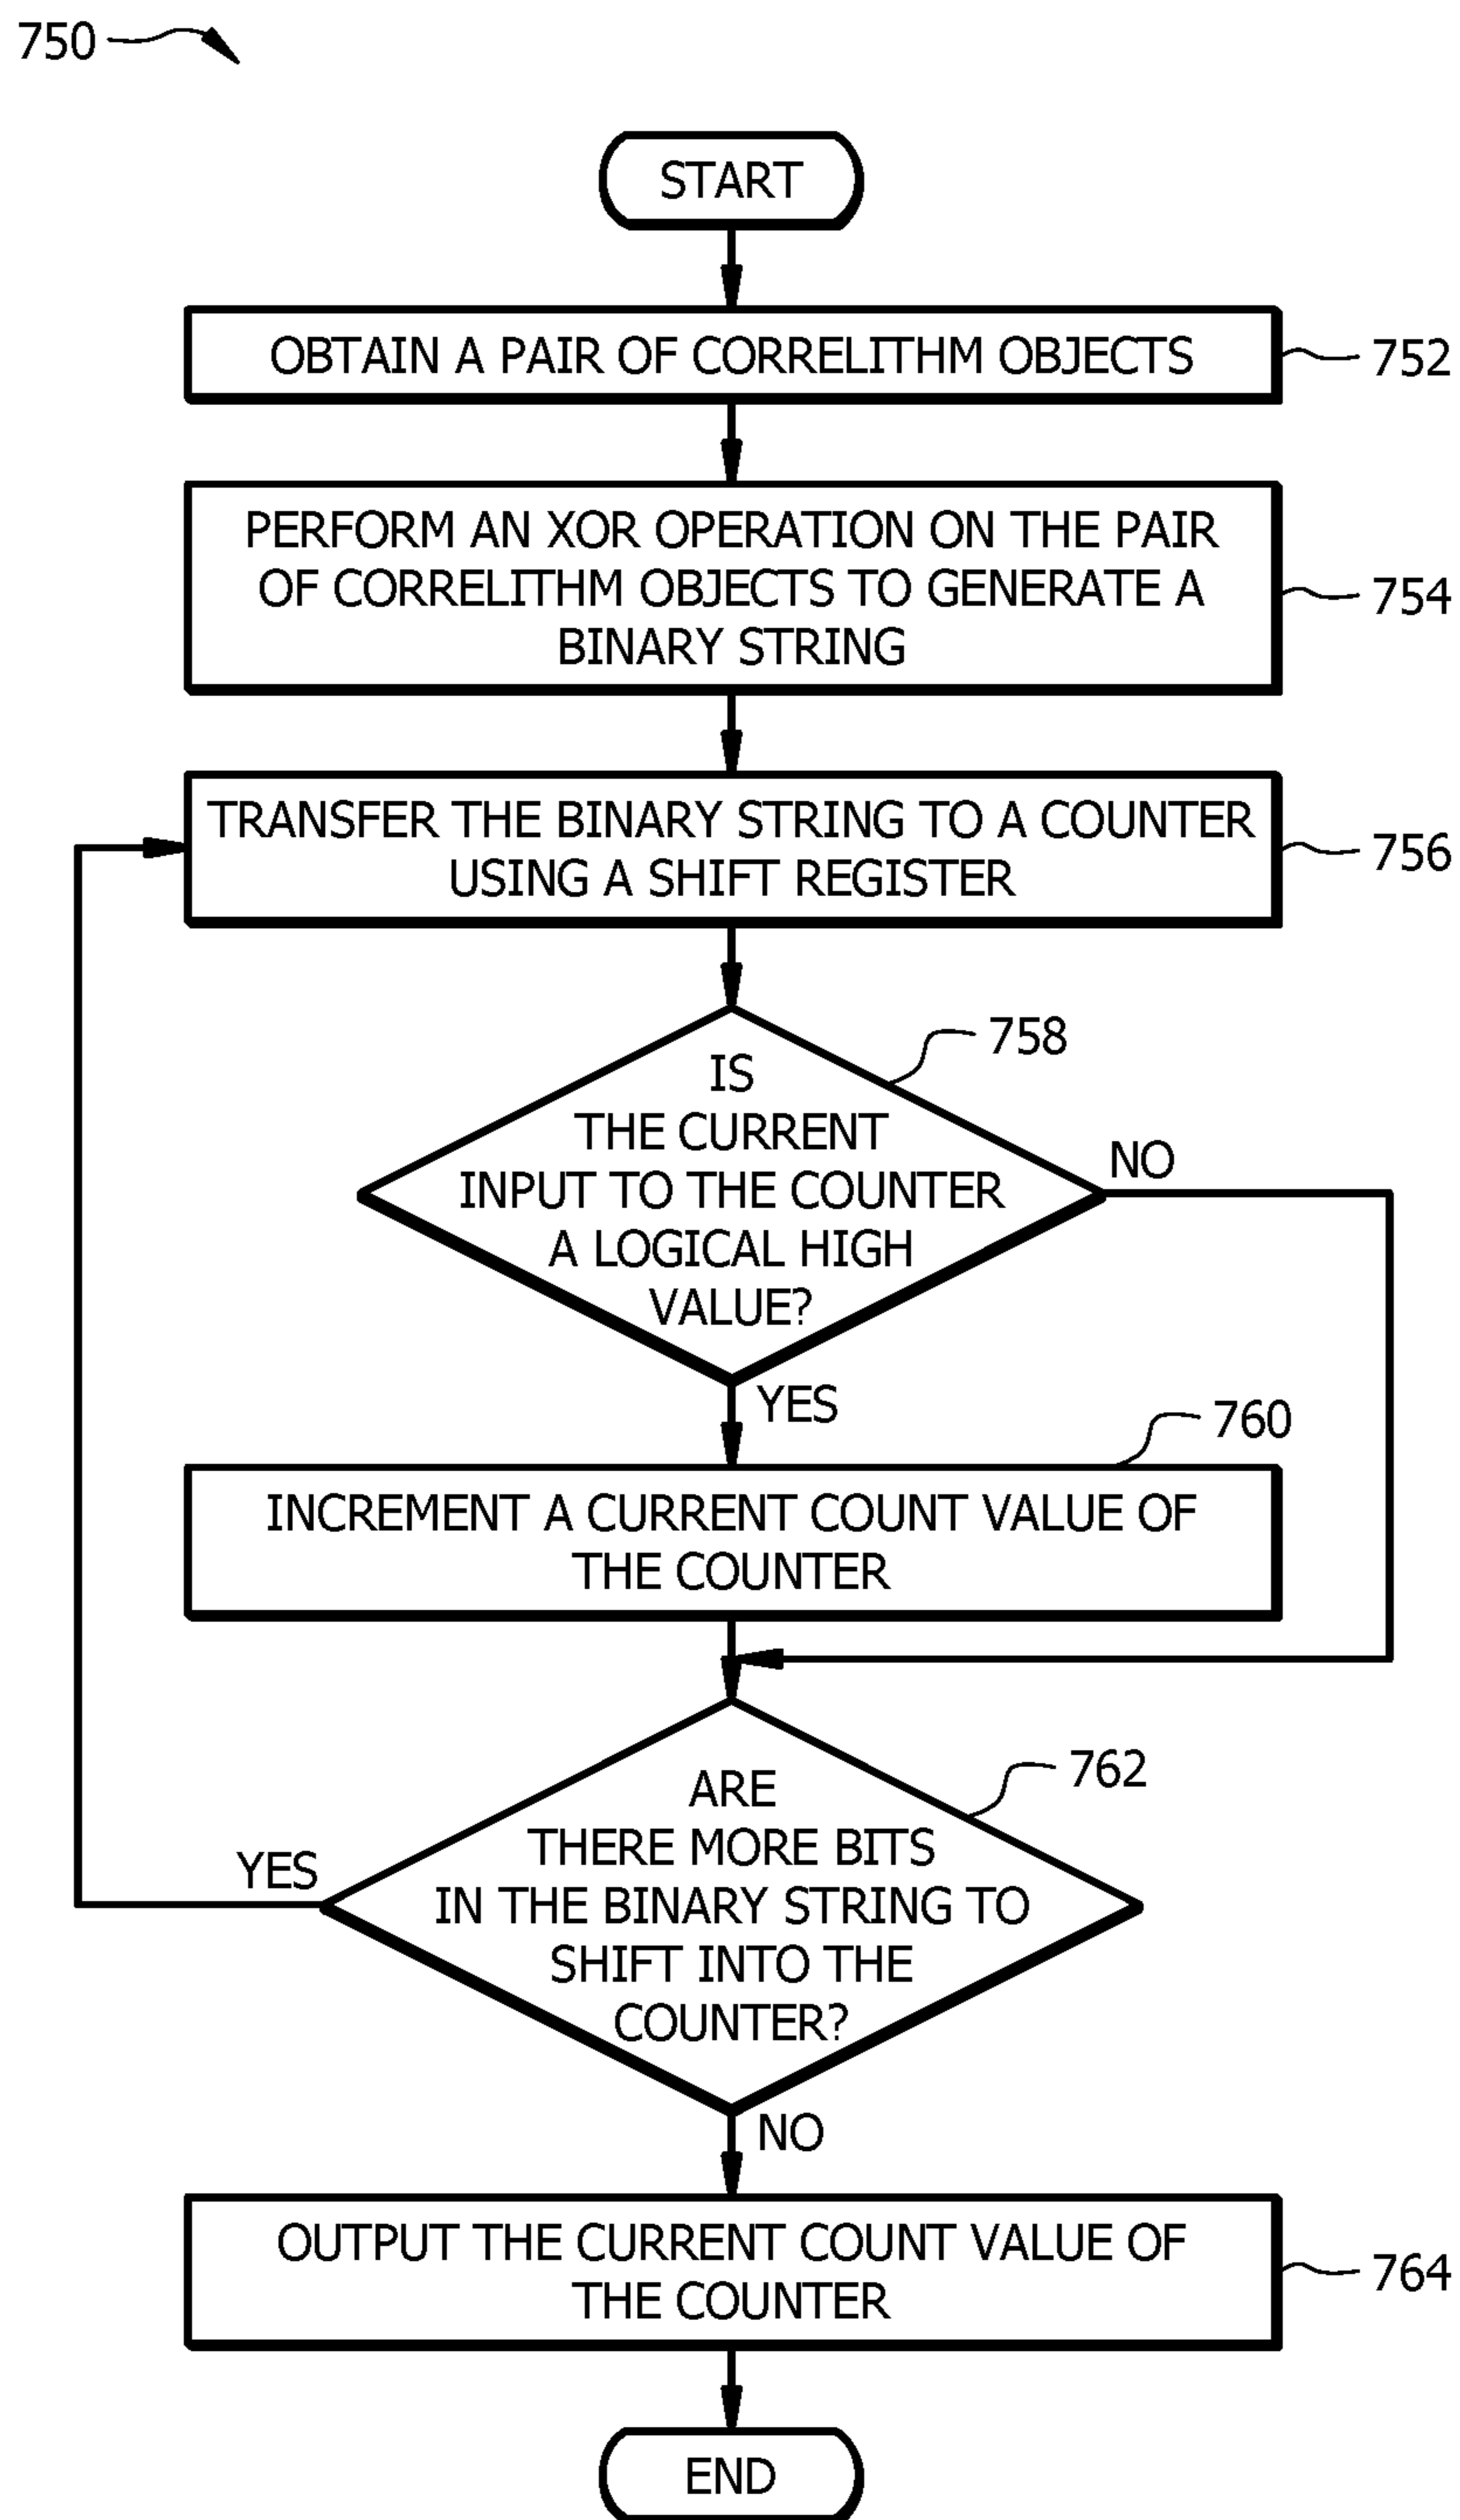 750
START
OBTAIN A PAIR OF CORRELITHM OBJECTS
752
PERFORM AN XOR OPERATION ON THE PAIR
OF CORRELITHM OBJECTS TO GENERATE A
BINARY STRING
754
TRANSFER THE BINARY STRING TO A COUNTER
USING A SHIFT REGISTER
756
758
IS
THE CURRENT
INPUT TO THE COUNTER
A LOGICAL HIGH
VALUE?
NO
YES
760
INCREMENT A CURRENT COUNT VALUE OF
THE COUNTER
762
ARE
THERE MORE BITS
IN THE BINARY STRING TO
SHIFT INTO THE
COUNTER?
YES
NO
OUTPUT THE CURRENT COUNT VALUE OF
THE COUNTER
764
END